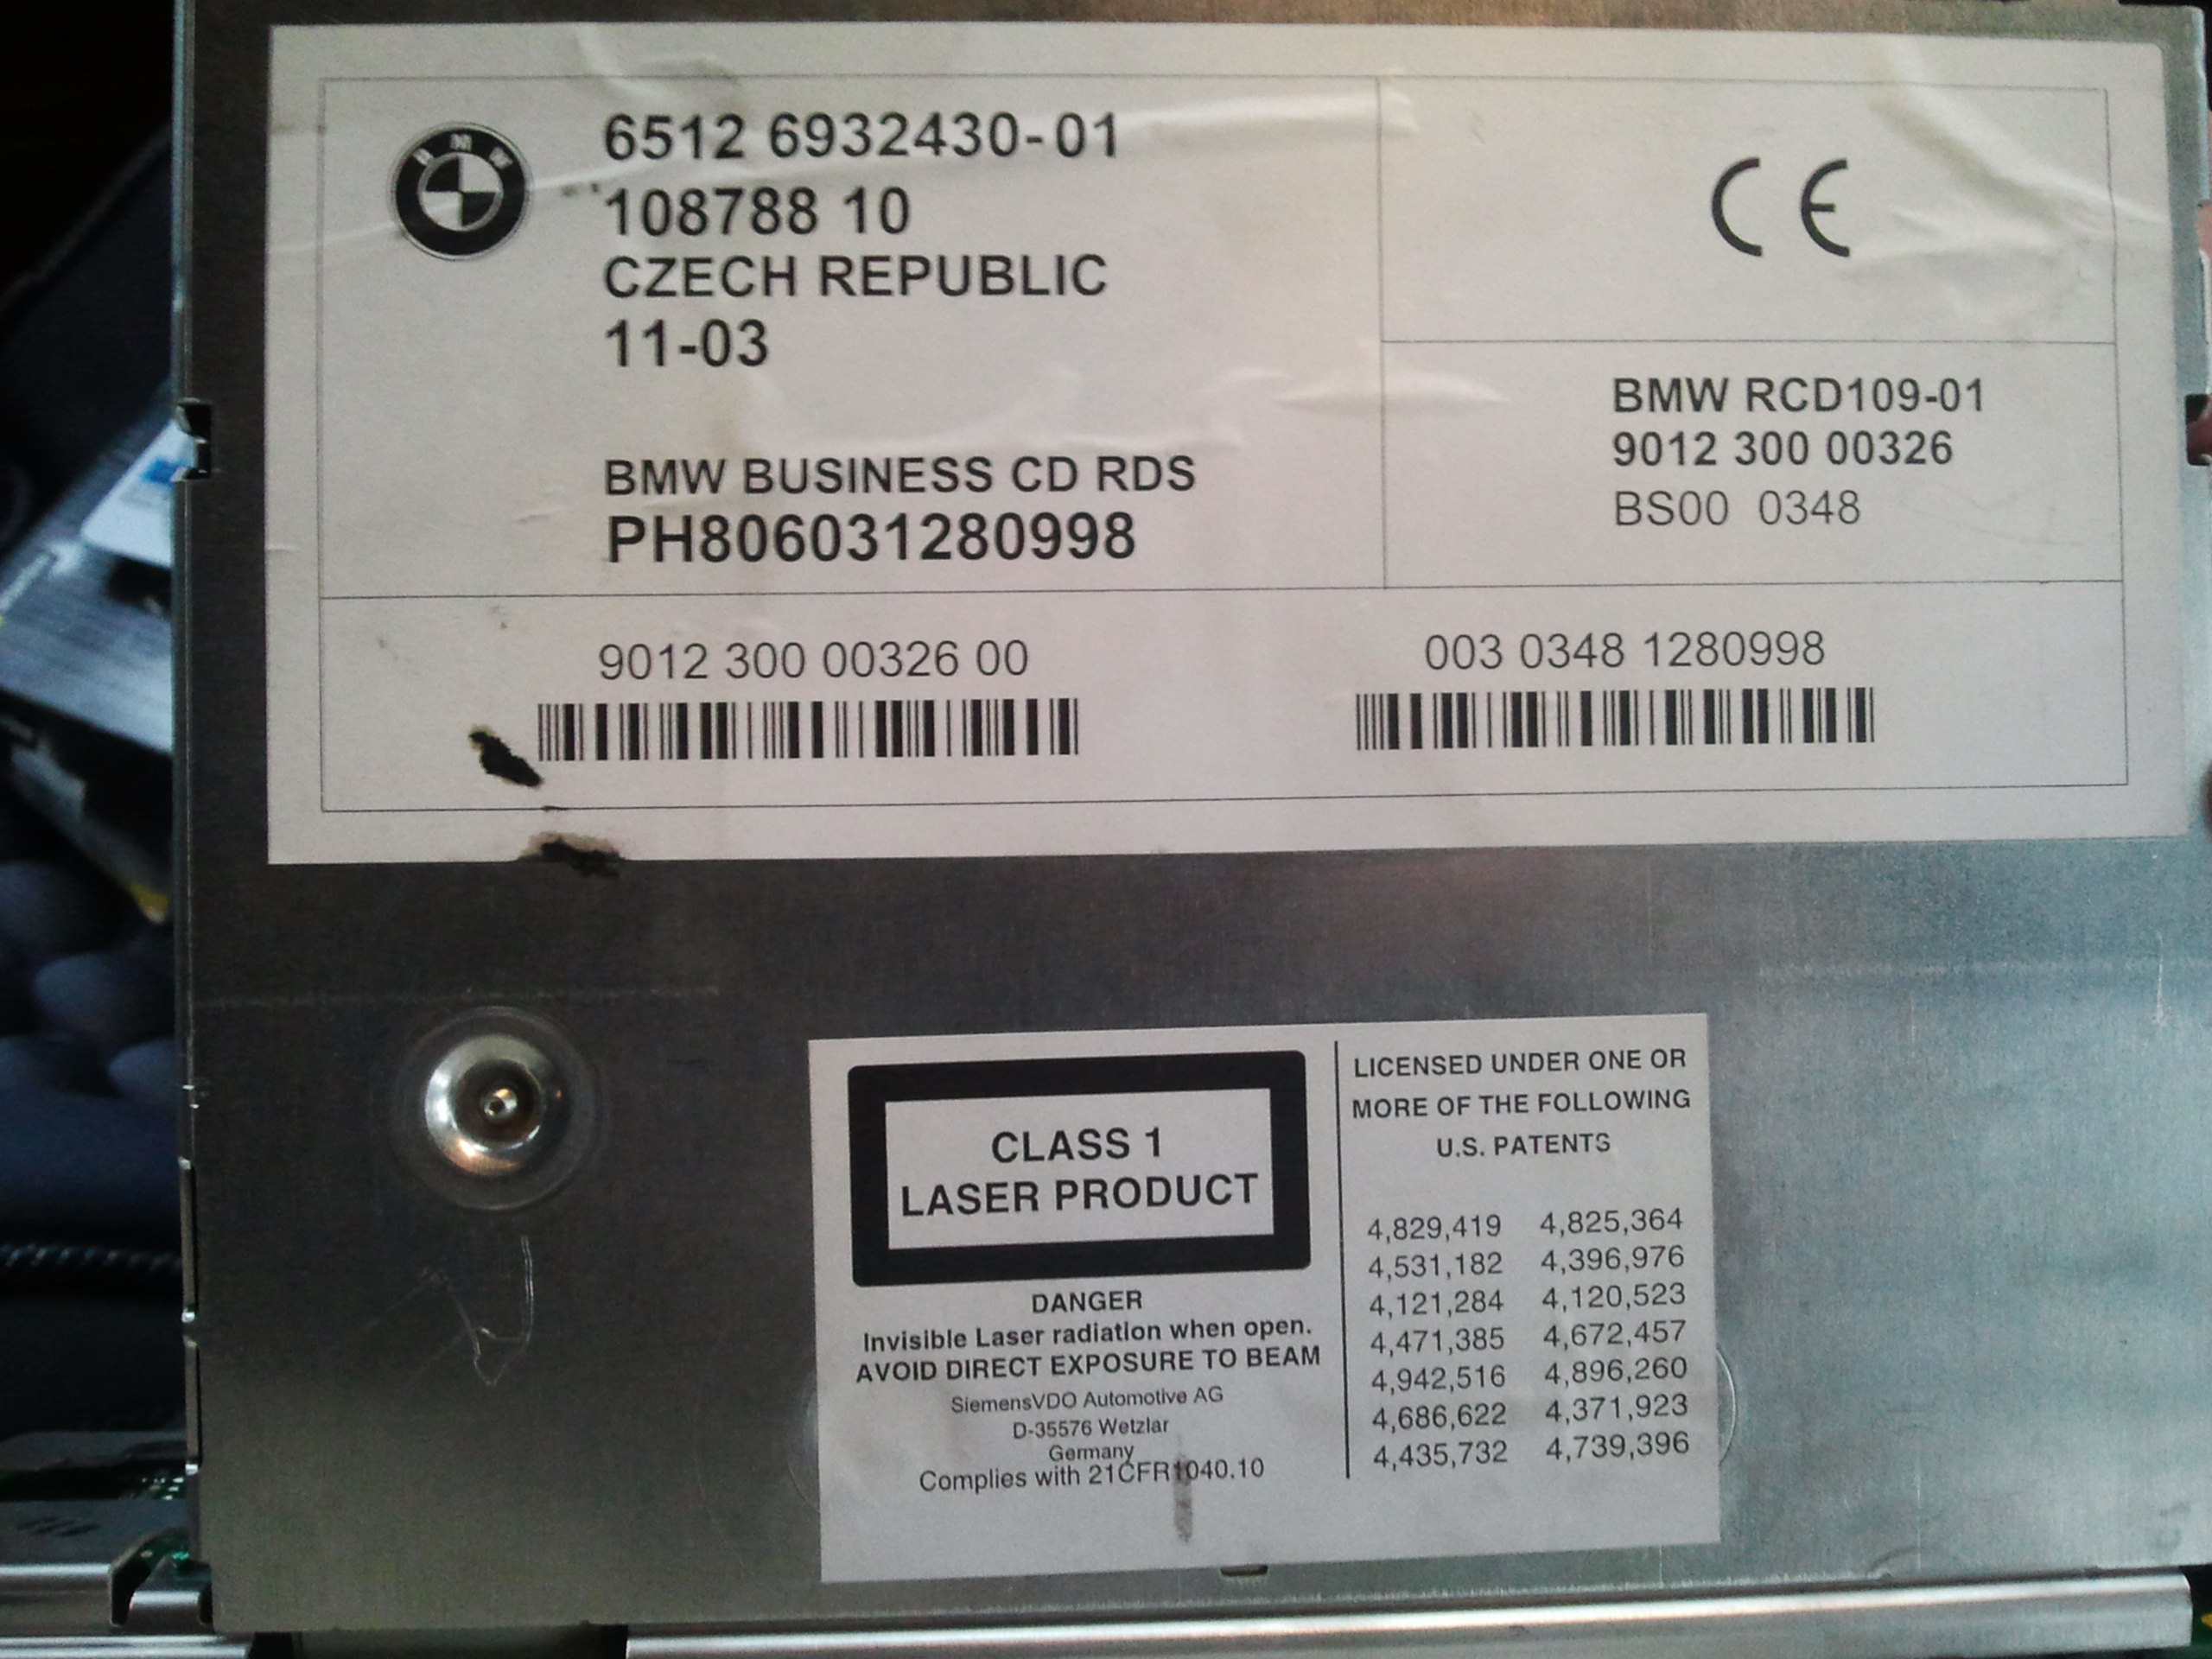 BMW
6512 6932430-01
108788 10
CZECH REPUBLIC
11-03
BMW BUSINESS CD RDS
PH806031280998
CE
BMW RCD109-01
9012 300 00326
BS00 0348
9012 300 00326 00
003 0348 1280998
CLASS 1
LASER PRODUCT
DANGER
Invisible Laser radiation when open.
AVOID DIRECT EXPOSURE TO BEAM
SiemensVDO Automotive AG
D-35576 Wetzlar
Germany
Complies with 21CFR1040.10
LICENSED UNDER ONE OR
MORE OF THE FOLLOWING
U.S. PATENTS
4,829,419 4,825,364
4,531,182 4,396,976
4,121,284 4,120,523
4,471,385 4,672,457
4,942,516 4,896,260
4,686,622 4,371,923
4,435,732 4,739,396